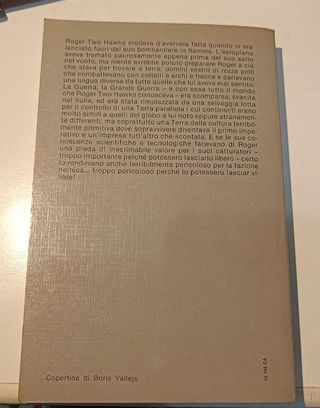 Roger Two Hawks credeva d'avercela fatta quando si era
lanciato fuori dal suo bombardiere in fiamme. L'aeroplano
aveva tremato paurosamente appena prima del suo salto
nel vuoto, ma niente avrebbe potuto preparare Roger a ciò
che stava per trovare a terra: uomini vestiti di rozze pelli
che combattevano con coltelli e archi e frecce e parlavano
una lingua diversa da tutte quelle che lui aveva mai sentito.
La Guerra, la Grande Guerra – e con essa tutto il mondo
che Roger Two Hawks conosceva – era scomparsa, svanita
nel nulla, ed era stata rimpiazzata da una selvaggia lotta
per il controllo di una Terra parallela i cui continenti erano
molto simili a quelli del globo a lui noto eppure stranamen-
te differenti, ma soprattutto una Terra dalla cultura terribil-
mente primitiva dove sopravvivere diventava il primo impe-
rativo e un'impresa tutt'altro che scontata. E se le sue co-
noscenze scientifiche e tecnologiche facevano di Roger
una preda di inestimabile valore per i suoi catturatori –
troppo importante perché potessero lasciarlo libero – certo
lo rendevano anche terribilmente pericoloso per la fazione
nemica... troppo pericoloso perché lo potessero lasciar vi-
vere!
Copertina di Boris Vallejo